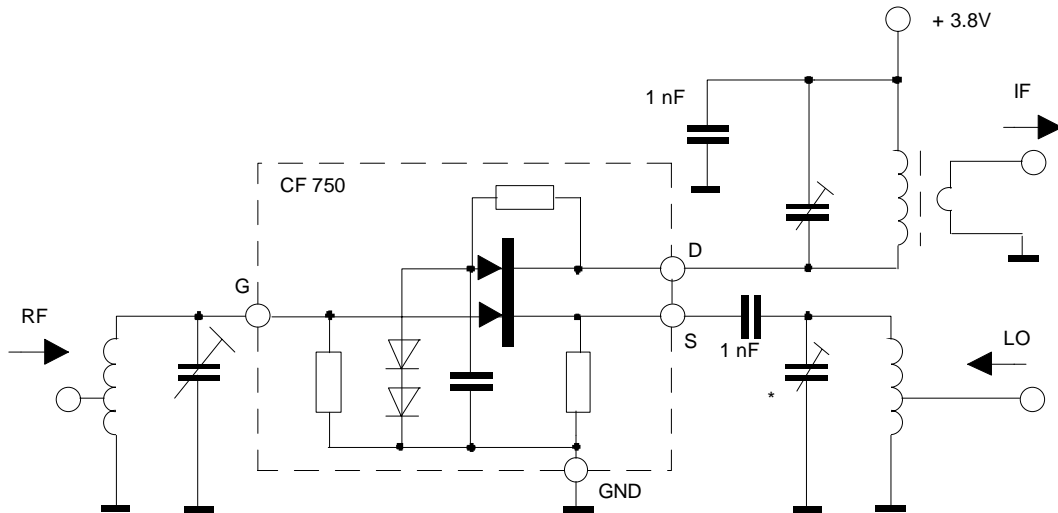 + 3.8V
1 nF
IF
CF 750
D
G
RF
S
1 nF
LO
*
GND